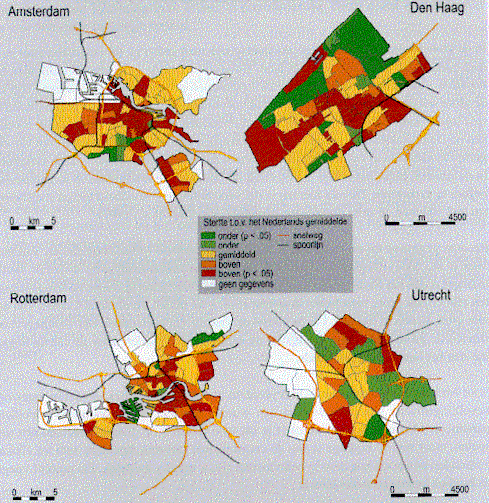 Amsterdam
Den Haag
0 km 5
0 m 4500
Sterfte t.o.v. het Nederlands gemiddelde
onder (p < .05)
onder
gemiddeld
boven
boven (p < .05)
geen gegevens
snelweg
spoorlijn
Rotterdam
Utrecht
0 km 5
0 m 4500